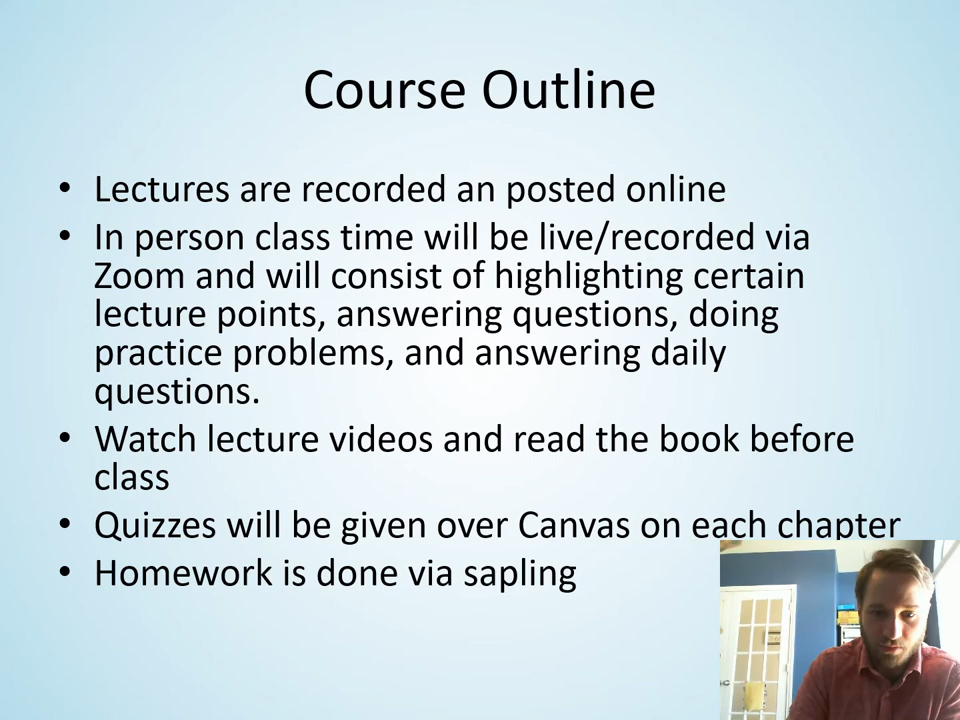 Course Outline
• Lectures are recorded an posted online
• In person class time will be live/recorded via
Zoom and will consist of highlighting certain
lecture points, answering questions, doing
practice problems, and answering daily
questions.
• Watch lecture videos and read the book before
class
• Quizzes will be given over Canvas on each chapter
• Homework is done via sapling